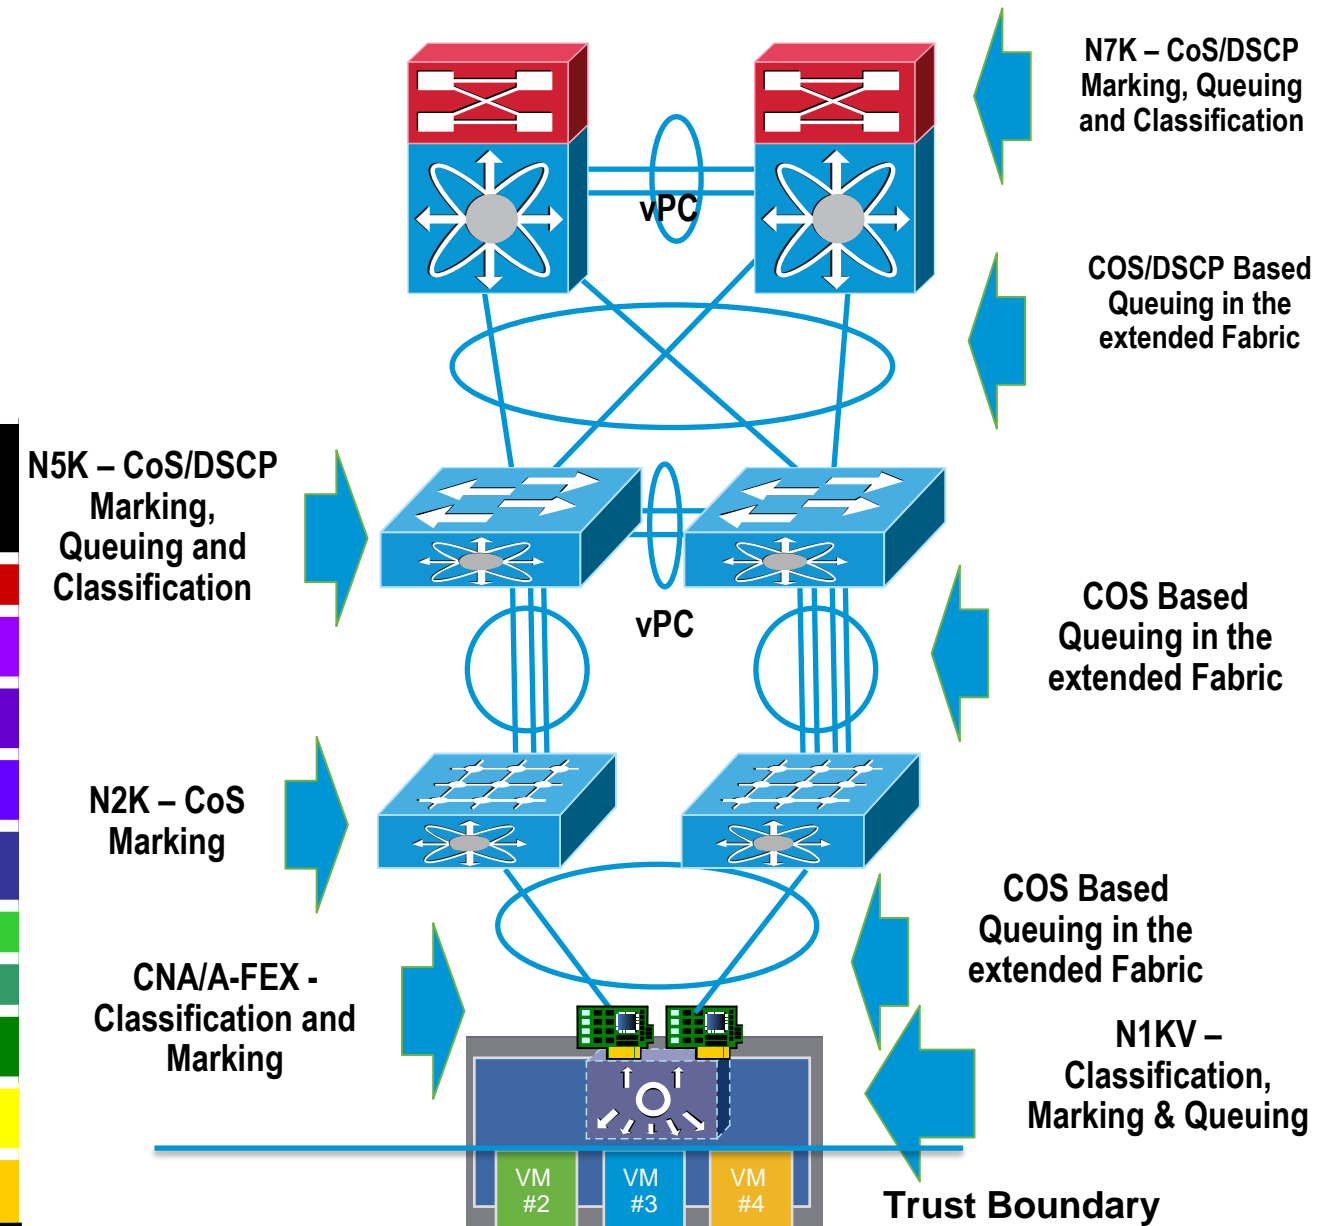 N7K – CoS/DSCP
Marking, Queuing
and Classification
vPC
COS/DSCP Based
Queuing in the
extended Fabric
N5K – CoS/DSCP
Marking,
Queuing and
Classification
vPC
COS Based
Queuing in the
extended Fabric
N2K – CoS
Marking
COS Based
Queuing in the
extended Fabric
CNA/A-FEX -
Classification and
Marking
N1KV –
Classification,
Marking & Queuing
VM
#2
VM
#3
VM
#4
Trust Boundary